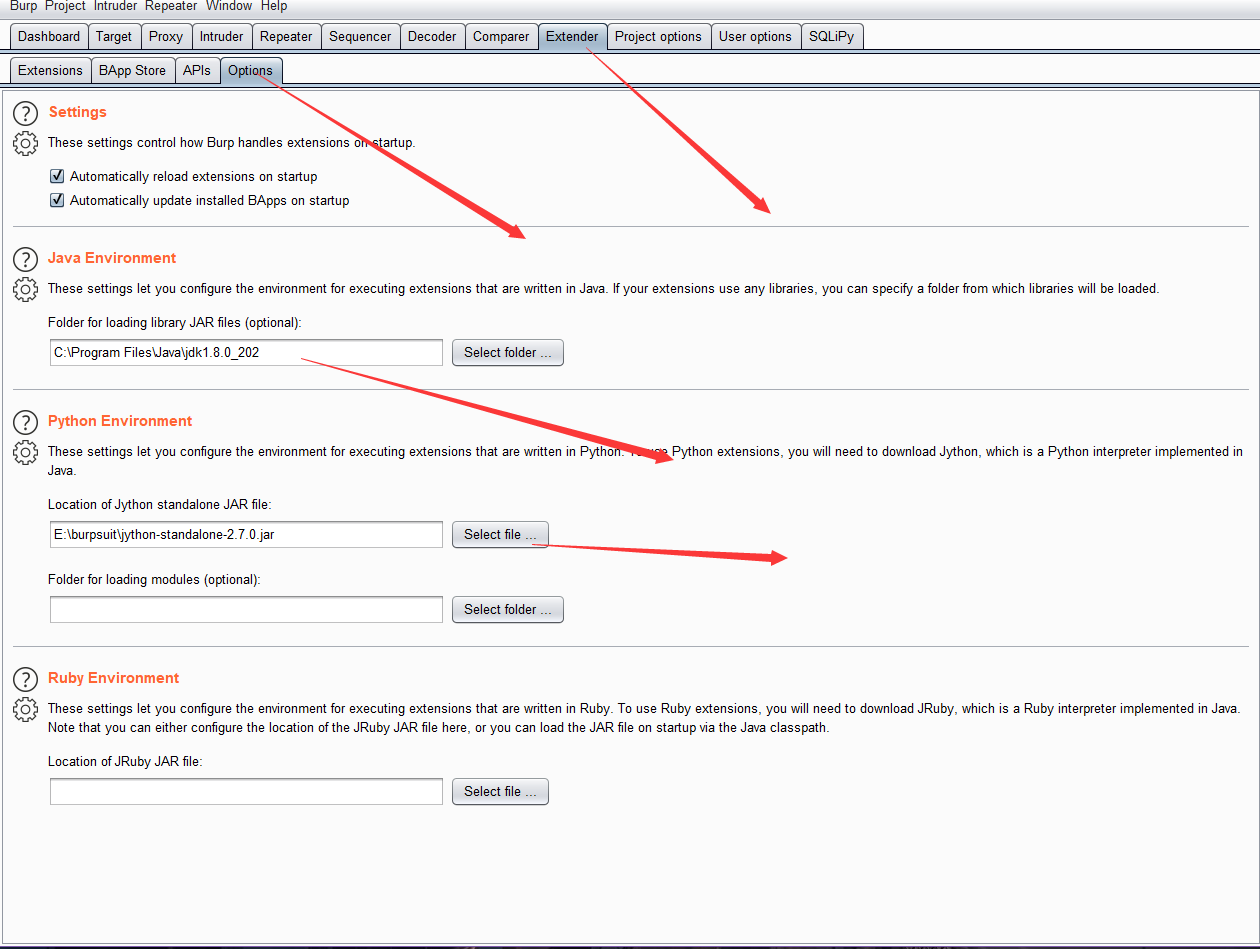 Burp Project Intruder Repeater Window Help
Dashboard Target Proxy Intruder Repeater Sequencer Decoder Comparer Extender Project options User options SQLiPy
Extensions BApp Store APIs Options
? Settings
These settings control how Burp handles extensions on startup.
Automatically reload extensions on startup
Automatically update installed BApps on startup
? Java Environment
These settings let you configure the environment for executing extensions that are written in Java. If your extensions use any libraries, you can specify a folder from which libraries will be loaded.
Folder for loading library JAR files (optional):
C:\Program Files\Java\jdk1.8.0_202 Select folder ...
? Python Environment
These settings let you configure the environment for executing extensions that are written in Python. To use Python extensions, you will need to download Jython, which is a Python interpreter implemented in
Java.
Location of Jython standalone JAR file:
E:\burpsuit\jython-standalone-2.7.0.jar Select file ...
Folder for loading modules (optional):
Select folder ...
? Ruby Environment
These settings let you configure the environment for executing extensions that are written in Ruby. To use Ruby extensions, you will need to download JRuby, which is a Ruby interpreter implemented in Java.
Note that you can either configure the location of the JRuby JAR file here, or you can load the JAR file on startup via the Java classpath.
Location of JRuby JAR file:
Select file ...